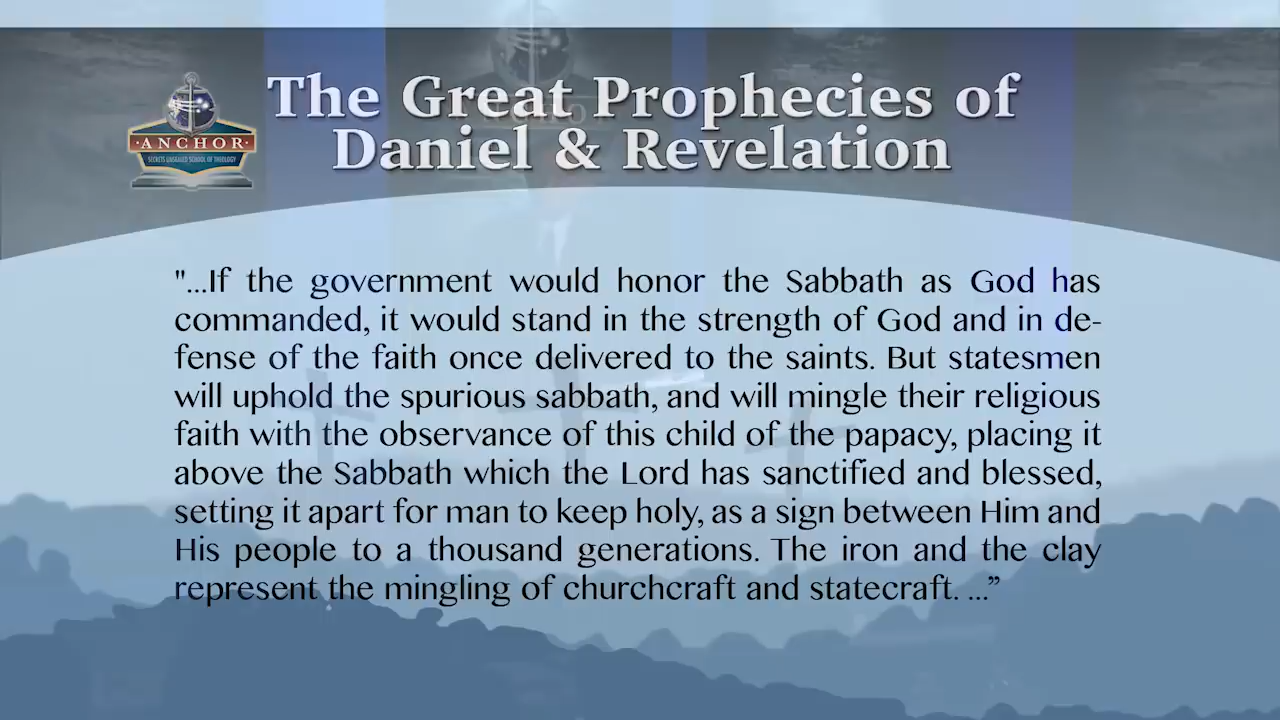 The Great Prophecies of
Daniel & Revelation
·ANCHOR·
SECRETS UNSEALED SCHOOL OF THEOLOGY
"...If the government would honor the Sabbath as God has
commanded, it would stand in the strength of God and in de-
fense of the faith once delivered to the saints. But statesmen
will uphold the spurious sabbath, and will mingle their religious
faith with the observance of this child of the papacy, placing it
above the Sabbath which the Lord has sanctified and blessed,
setting it apart for man to keep holy, as a sign between Him and
His people to a thousand generations. The iron and the clay
represent the mingling of churchcraft and statecraft. ...”